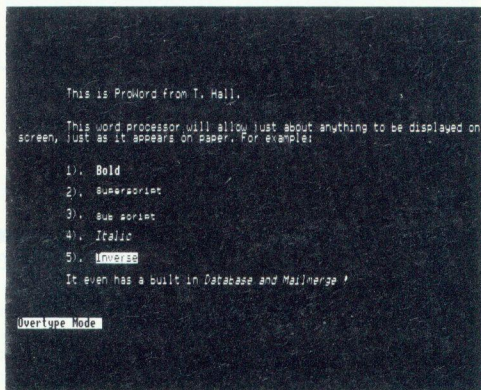 This is ProWord from T. Hall.
This word processor will allow just about anything to be displayed on
screen, just as it appears on paper. For example:
1). Bold
2). Superscript
3). Sub script
4). Italic
5). Inverse
It even has a built in Database and Mailmerge !
Overtype Mode